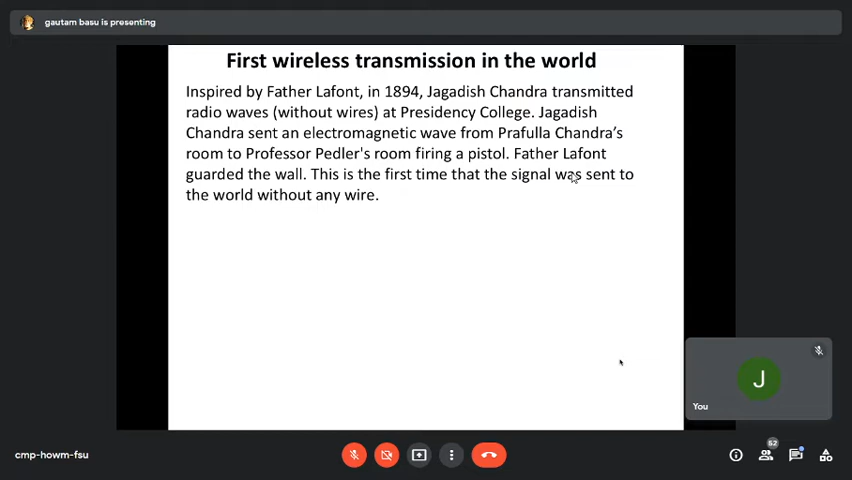 gautam basu is presenting
First wireless transmission in the world
Inspired by Father Lafont, in 1894, Jagadish Chandra transmitted
radio waves (without wires) at Presidency College. Jagadish
Chandra sent an electromagnetic wave from Prafulla Chandra's
room to Professor Pedler's room firing a pistol. Father Lafont
guarded the wall. This is the first time that the signal was sent to
the world without any wire.
J
You
cmp-howm-fsu
62